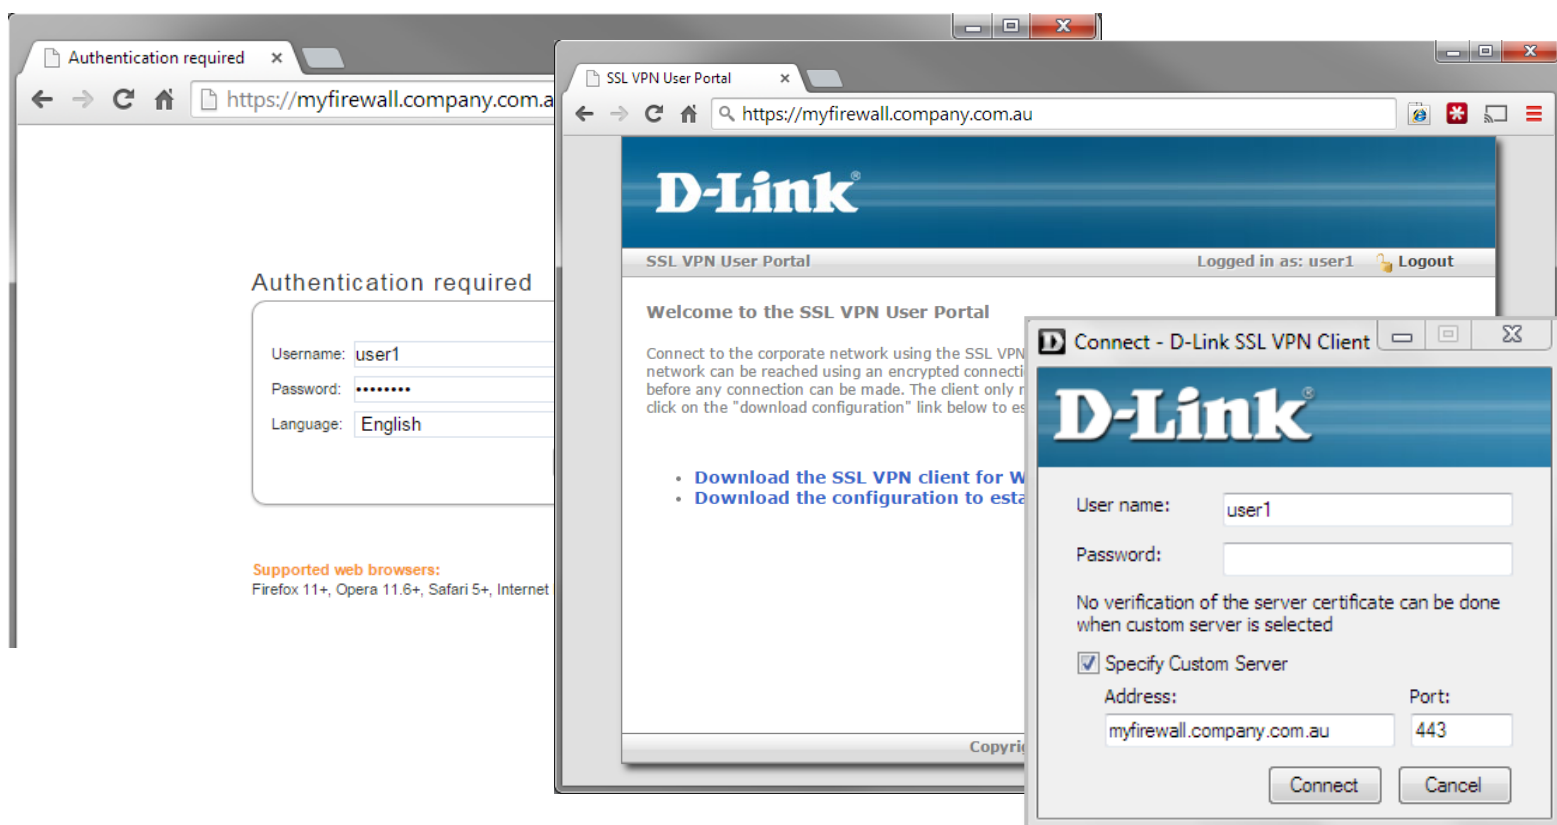 Authentication required
https://myfirewall.company.com.a
Authentication required
Username: user1
Password: ••••••••
Language: English
Supported web browsers:
Firefox 11+, Opera 11.6+, Safari 5+, Internet
SSL VPN User Portal
https://myfirewall.company.com.au
D-Link®
SSL VPN User Portal Logged in as: user1 Logout
Welcome to the SSL VPN User Portal
Connect to the corporate network using the SSL VPN
network can be reached using an encrypted connecti
before any connection can be made. The client only
click on the "download configuration" link below to es
• Download the SSL VPN client for W
• Download the configuration to esta
Copyri
Connect - D-Link SSL VPN Client
D-Link®
User name: user1
Password:
No verification of the server certificate can be done
when custom server is selected
Specify Custom Server
Address: Port:
myfirewall.company.com.au 443
Connect Cancel